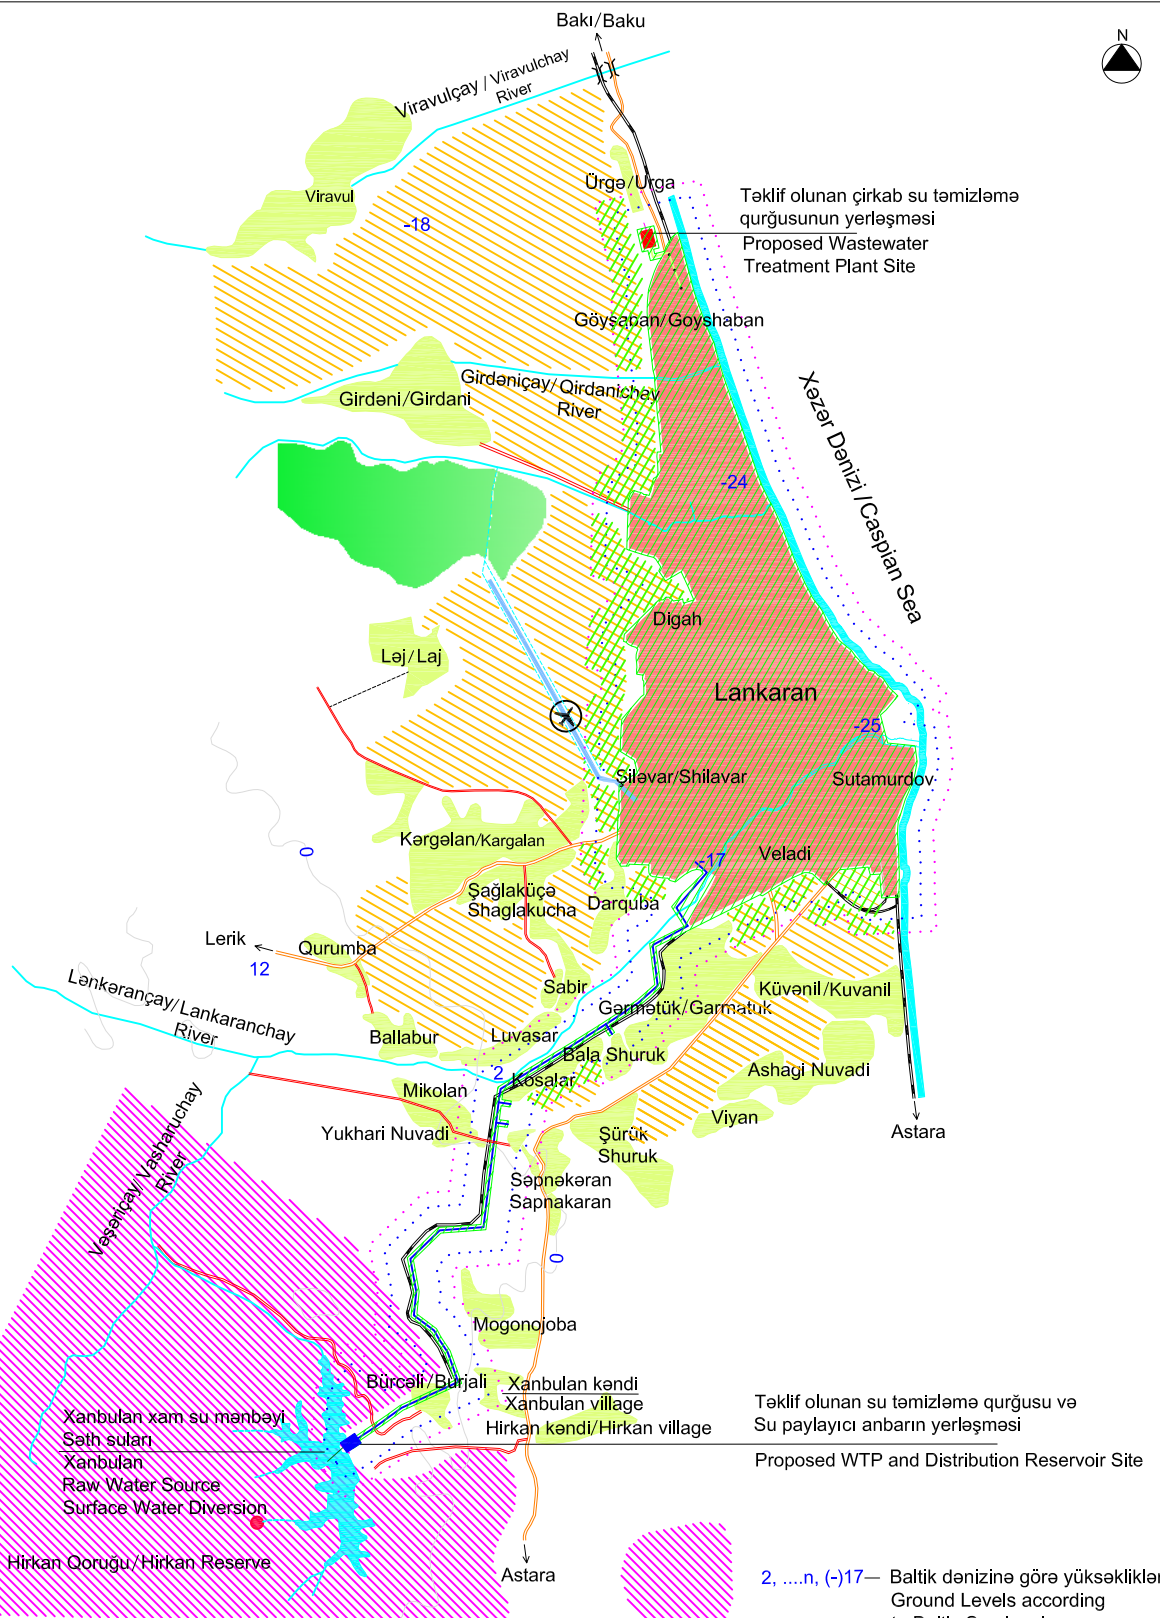 Bakı/Baku
N
Viravulçay / Viravulchay
River
Viravul
-18
Ürgə/Urga
Təklif olunan çirkab su təmizləmə
qurğusunun yerləşməsi
Proposed Wastewater
Treatment Plant Site
Göyşaban/Goyshaban
Girdəniçay/Qirdanichay
River
Girdəni/Girdani
Xəzər Dənizi/Caspian Sea
-24
Digah
Ləj/Laj
Lankaran
-25
Şiləvar/Shilavar
Sutamurdov
Kərgəlan/Kargalan
0
-17
Veladi
Şağlaküçə
Shaglakucha
Darquba
Lerik
Qurumba
12
Lənkərançay/Lankaranchay
River
Sabir
Küvənil/Kuvanil
Gərmətük/Garmatuk
Ballabur
Luvasar
Bala Shuruk
Ashagi Nuvadi
2
Kosalar
Mikolan
Viyan
Yukhari Nuvadi
Şürük
Shuruk
Astara
Vəşəriçay/Vasharuchay
River
Səpnəkəran
Sapnakaran
0
Mogonojoba
Bürcəli/Burjali
Xanbulan kəndi
Xanbulan village
Hirkan kəndi/Hirkan village
Təklif olunan su təmizləmə qurğusu və
Su paylayıcı anbarın yerləşməsi
Proposed WTP and Distribution Reservoir Site
Xanbulan xam su mənbəyi
Səth suları
Xanbulan
Raw Water Source
Surface Water Diversion
Hirkan Qoruğu/Hirkan Reserve
Astara
2, ....n, (-)17— Baltik dənizinə görə yüksəkliklər
Ground Levels according